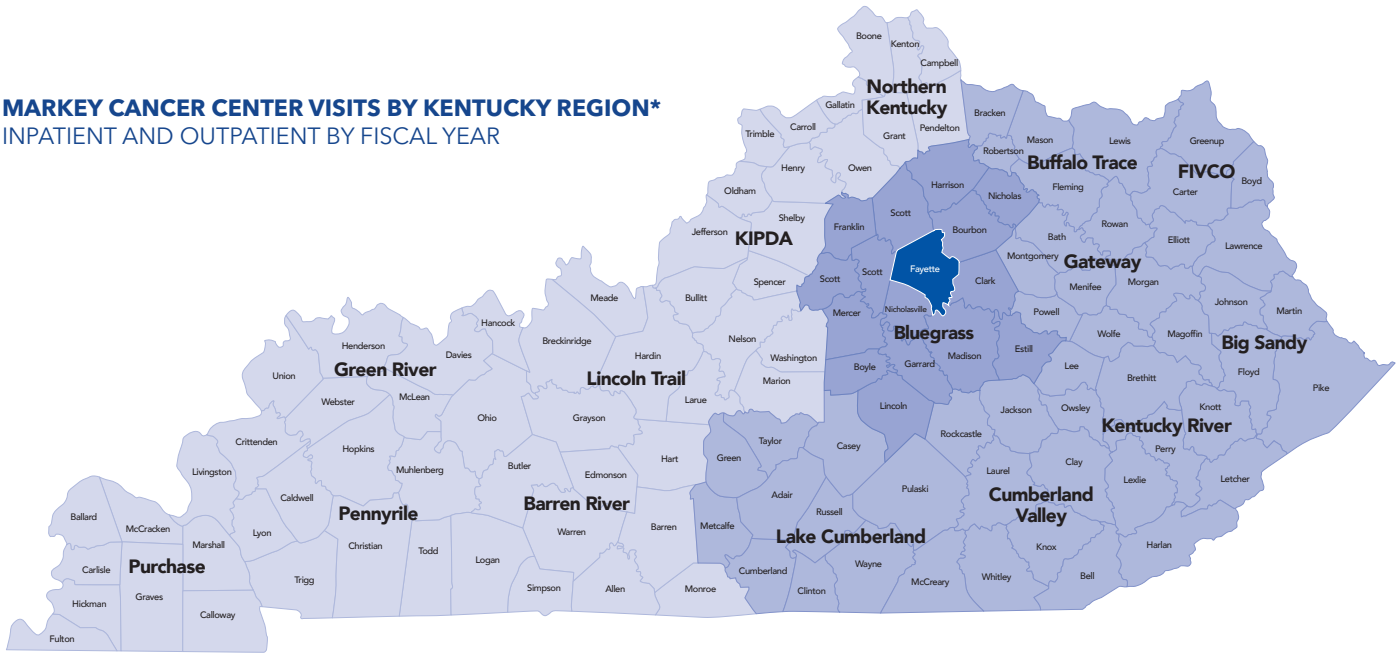 MARKEY CANCER CENTER VISITS BY KENTUCKY REGION*
INPATIENT AND OUTPATIENT BY FISCAL YEAR
Boone
Kenton
Campbell
Northern
Kentucky
Gallatin
Grant
Pendelton
Carroll
Trimble
Owen
Henry
Oldham
Shelby
Jefferson
KIPDA
Spencer
Bullitt
Bracken
Mason
Robertson
Lewis
Buffalo Trace
Fleming
Greenup
FIVCO
Carter
Boyd
Harrison
Nicholas
Scott
Franklin
Bourbon
Fayette
Scott
Scott
Clark
Mercer
Nicholasville
Bluegrass
Madison
Estill
Garrard
Boyle
Lincoln
Rowan
Bath
Montgomery
Elliott
Lawrence
Gateway
Menifee
Morgan
Powell
Johnson
Martin
Wolfe
Magoffin
Big Sandy
Floyd
Pike
Lee
Brethitt
Owsley
Knott
Kentucky River
Perry
Lexlie
Letcher
Jackson
Rockcastle
Laurel
Clay
Cumberland
Valley
Knox
Harlan
Whitley
Bell
Meade
Hancock
Breckinridge
Nelson
Washington
Hardin
Lincoln Trail
Marion
Larue
Grayson
Henderson
Davies
Green River
Union
Webster
McLean
Ohio
Crittenden
Hopkins
Livingston
Muhlenberg
Butler
Edmonson
Hart
Caldwell
Pennyrile
Barren River
Warren
Barren
Lyon
Christian
Todd
Logan
Trigg
Simpson
Allen
Monroe
Taylor
Green
Casey
Adair
Pulaski
Russell
Metcalfe
Lake Cumberland
Wayne
Cumberland
McCreary
Clinton
Ballard
McCracken
Marshall
Carlisle
Purchase
Hickman
Graves
Calloway
Fulton